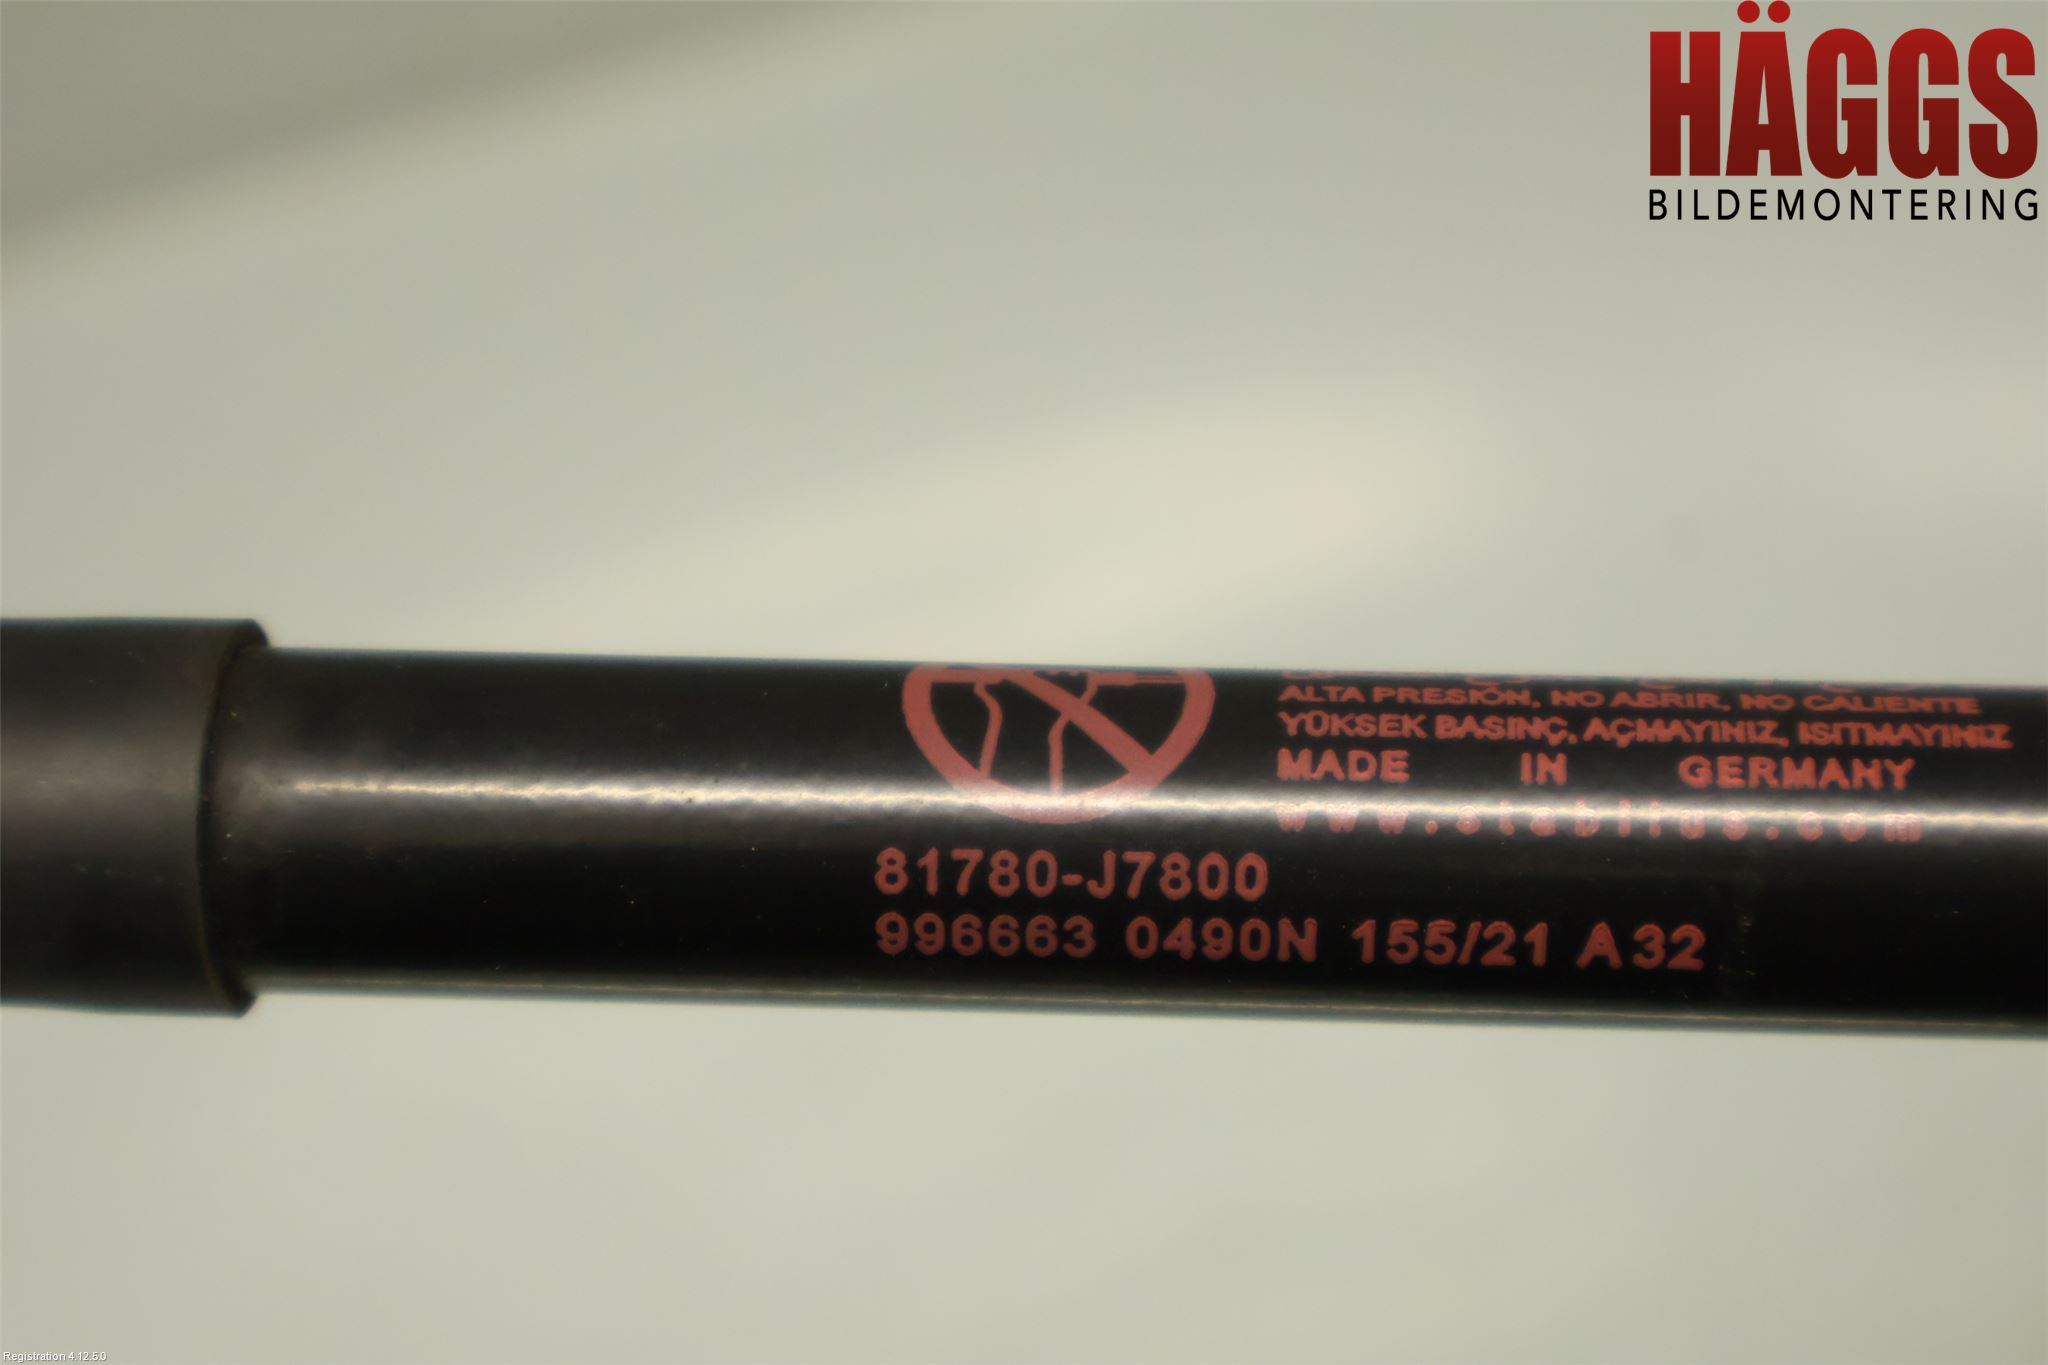 HÄGGS
BILDEMONTERING
ALTA PRESIÓN, NO ABRIR, NO CALIENTE
YÜKSEK BASINÇ, AÇMAYINIZ, ISITMAYINIZ
MADE IN GERMANY
www.stabilus.com
81780-J7800
996663 0490N 155/21 A32
Registration 4.12.5.0